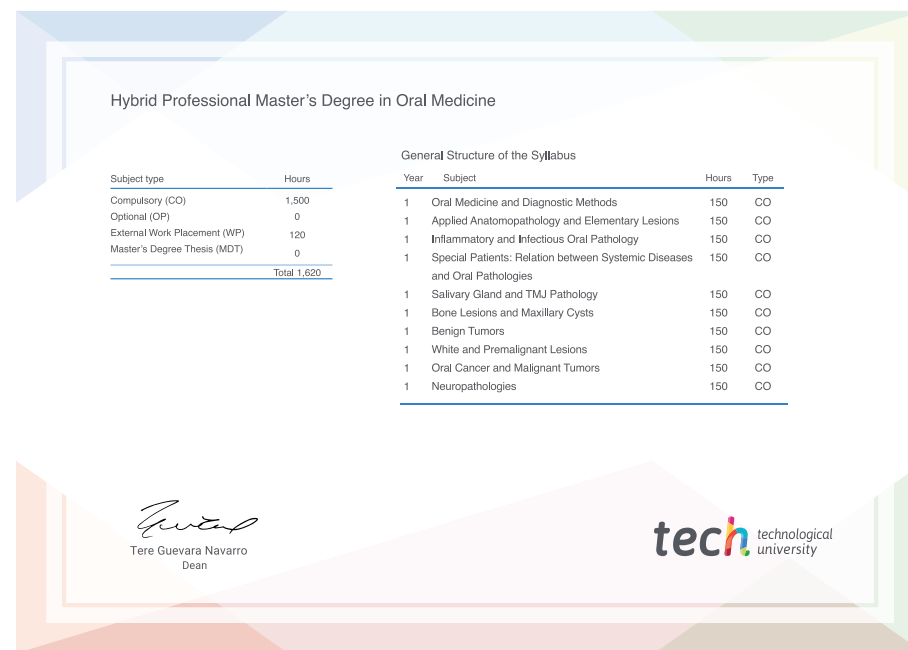 Hybrid Professional Master's Degree in Oral Medicine
Subject type Hours
Compulsory (CO) 1,500
Optional (OP) 0
External Work Placement (WP) 120
Master's Degree Thesis (MDT) 0
Total 1,620
General Structure of the Syllabus
Year Subject Hours Type
1 Oral Medicine and Diagnostic Methods 150 CO
1 Applied Anatomopathology and Elementary Lesions 150 CO
1 Inflammatory and Infectious Oral Pathology 150 CO
1 Special Patients: Relation between Systemic Diseases 150 CO
and Oral Pathologies
1 Salivary Gland and TMJ Pathology 150 CO
1 Bone Lesions and Maxillary Cysts 150 CO
1 Benign Tumors 150 CO
1 White and Premalignant Lesions 150 CO
1 Oral Cancer and Malignant Tumors 150 CO
1 Neuropathologies 150 CO
Tere Guevara Navarro
Dean
tech technological
university